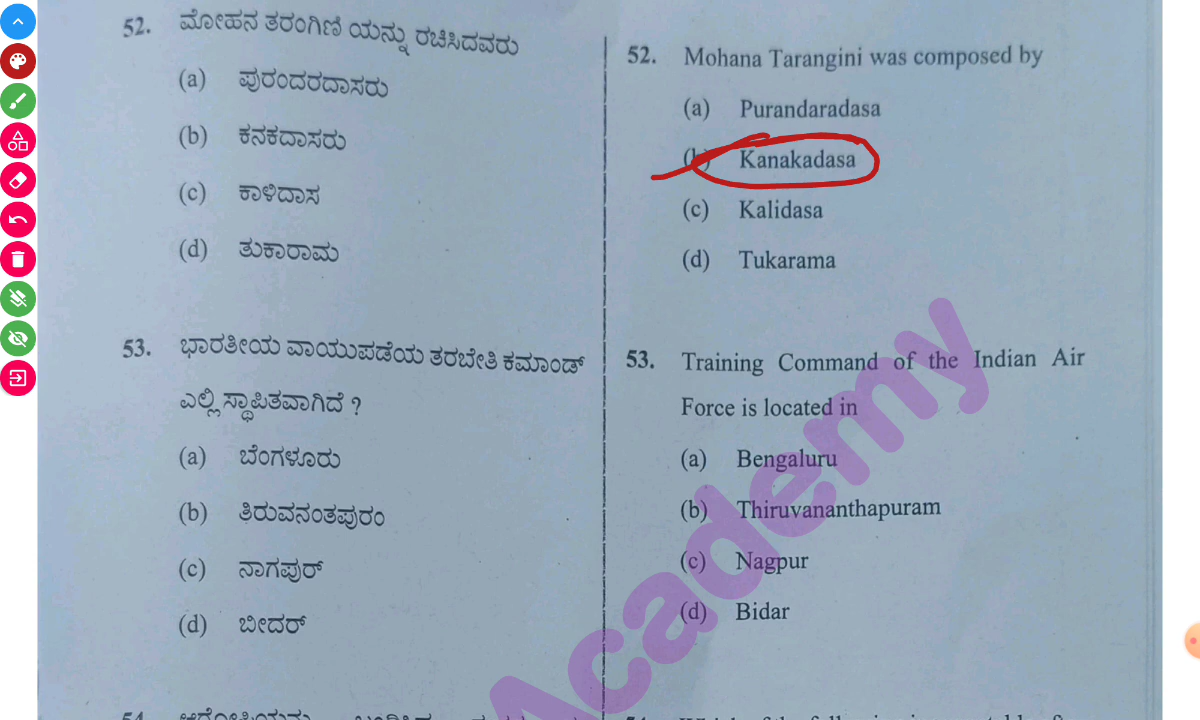 52. ಮೋಹನ ತರಂಗಿಣಿ ಯನ್ನು ರಚಿಸಿದವರು
(a) ಪುರಂದರದಾಸರು
(b) ಕನಕದಾಸರು
(c) ಕಾಳಿದಾಸ
(d) ತುಕಾರಾಮ
53. ಭಾರತೀಯ ವಾಯುಪಡೆಯ ತರಬೇತಿ ಕಮಾಂಡ್
ಎಲ್ಲಿ ಸ್ಥಾಪಿತವಾಗಿದೆ ?
(a) ಬೆಂಗಳೂರು
(b) ತಿರುವನಂತಪುರಂ
(c) ನಾಗಪುರ್
(d) ಬೀದರ್
52. Mohana Tarangini was composed by
(a) Purandaradasa
(b) Kanakadasa
(c) Kalidasa
(d) Tukarama
53. Training Command of the Indian Air
Force is located in
(a) Bengaluru
(b) Thiruvananthapuram
(c) Nagpur
(d) Bidar
Academy